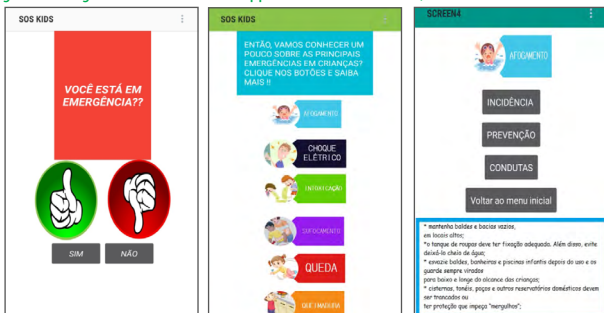 SOS KIDS
VOCÊ ESTÁ EM
EMERGÊNCIA??
SIM
NÃO
SOS KIDS
ENTÃO, VAMOS CONHECER UM
POUCO SOBRE AS PRINCIPAIS
EMERGÊNCIAS EM CRIANÇAS?
CLIQUE NOS BOTÕES E SAIBA
MAIS !!
AFOGAMENTO
CHOQUE
ELÉTRICO
INTOXICAÇÃO
SUFOCAMENTO
QUEDA
QUEIMADURA
SCREEN4
AFOGAMENTO
INCIDÊNCIA
PREVENÇÃO
CONDUTAS
Voltar ao menu inicial
* mantenha baldes e bacias vazios,
em locais altos;
*o tanque de roupas deve ter fixação adequada. Além disso, evite
deixá-lo cheio de água;
* esvazie baldes, banheiras e piscinas infantis depois do uso e os
guarde sempre virados
para baixo e longe do alcance das crianças;
* cisternas, tonéis, poços e outros reservatórios domésticos devem
ser trancados ou
ter proteção que impeça "mergulhos";